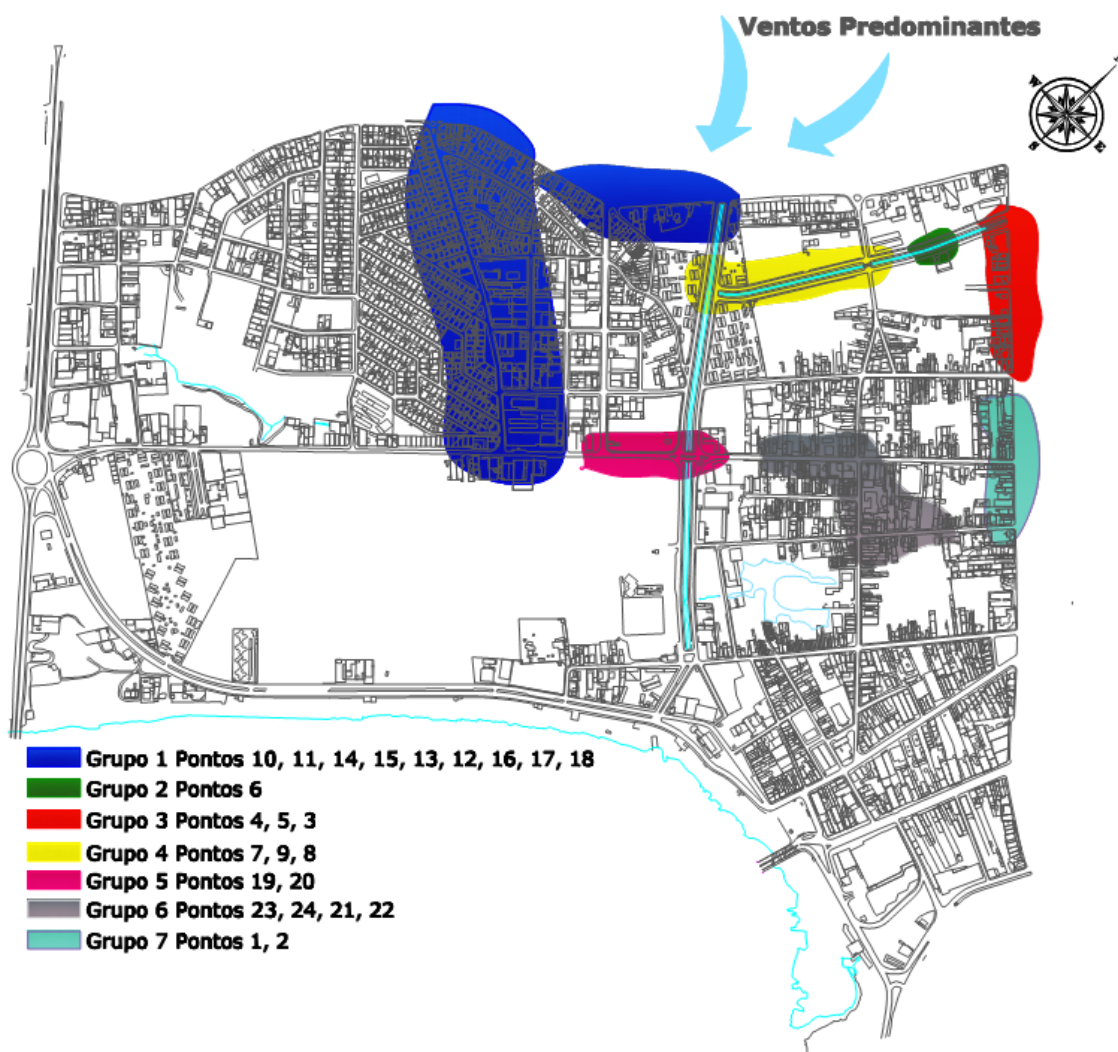 Ventos Predominantes
W
S
E
Grupo 1 Pontos 10, 11, 14, 15, 13, 12, 16, 17, 18
Grupo 2 Pontos 6
Grupo 3 Pontos 4, 5, 3
Grupo 4 Pontos 7, 9, 8
Grupo 5 Pontos 19, 20
Grupo 6 Pontos 23, 24, 21, 22
Grupo 7 Pontos 1, 2